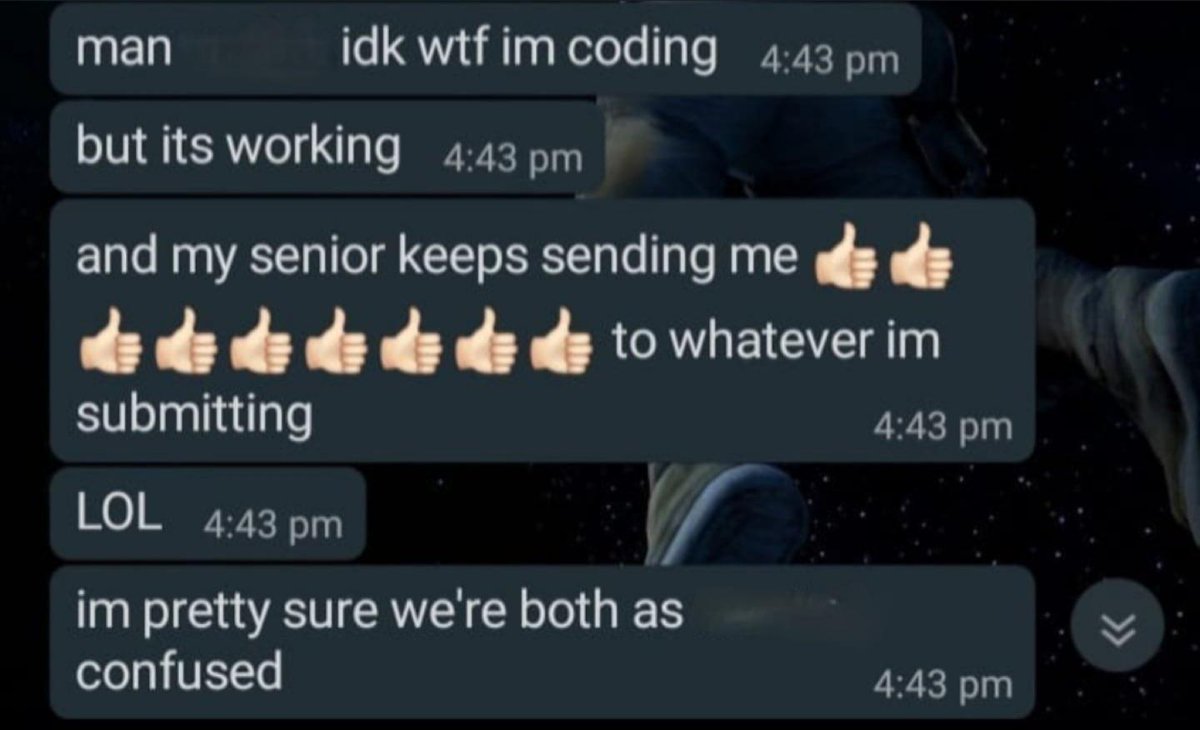 man idk wtf im coding 4:43 pm
but its working 4:43 pm
and my senior keeps sending me 👍🏻👍🏻
👍🏻👍🏻👍🏻👍🏻👍🏻👍🏻👍🏻 to whatever im
submitting 4:43 pm
LOL 4:43 pm
im pretty sure we're both as
confused 4:43 pm